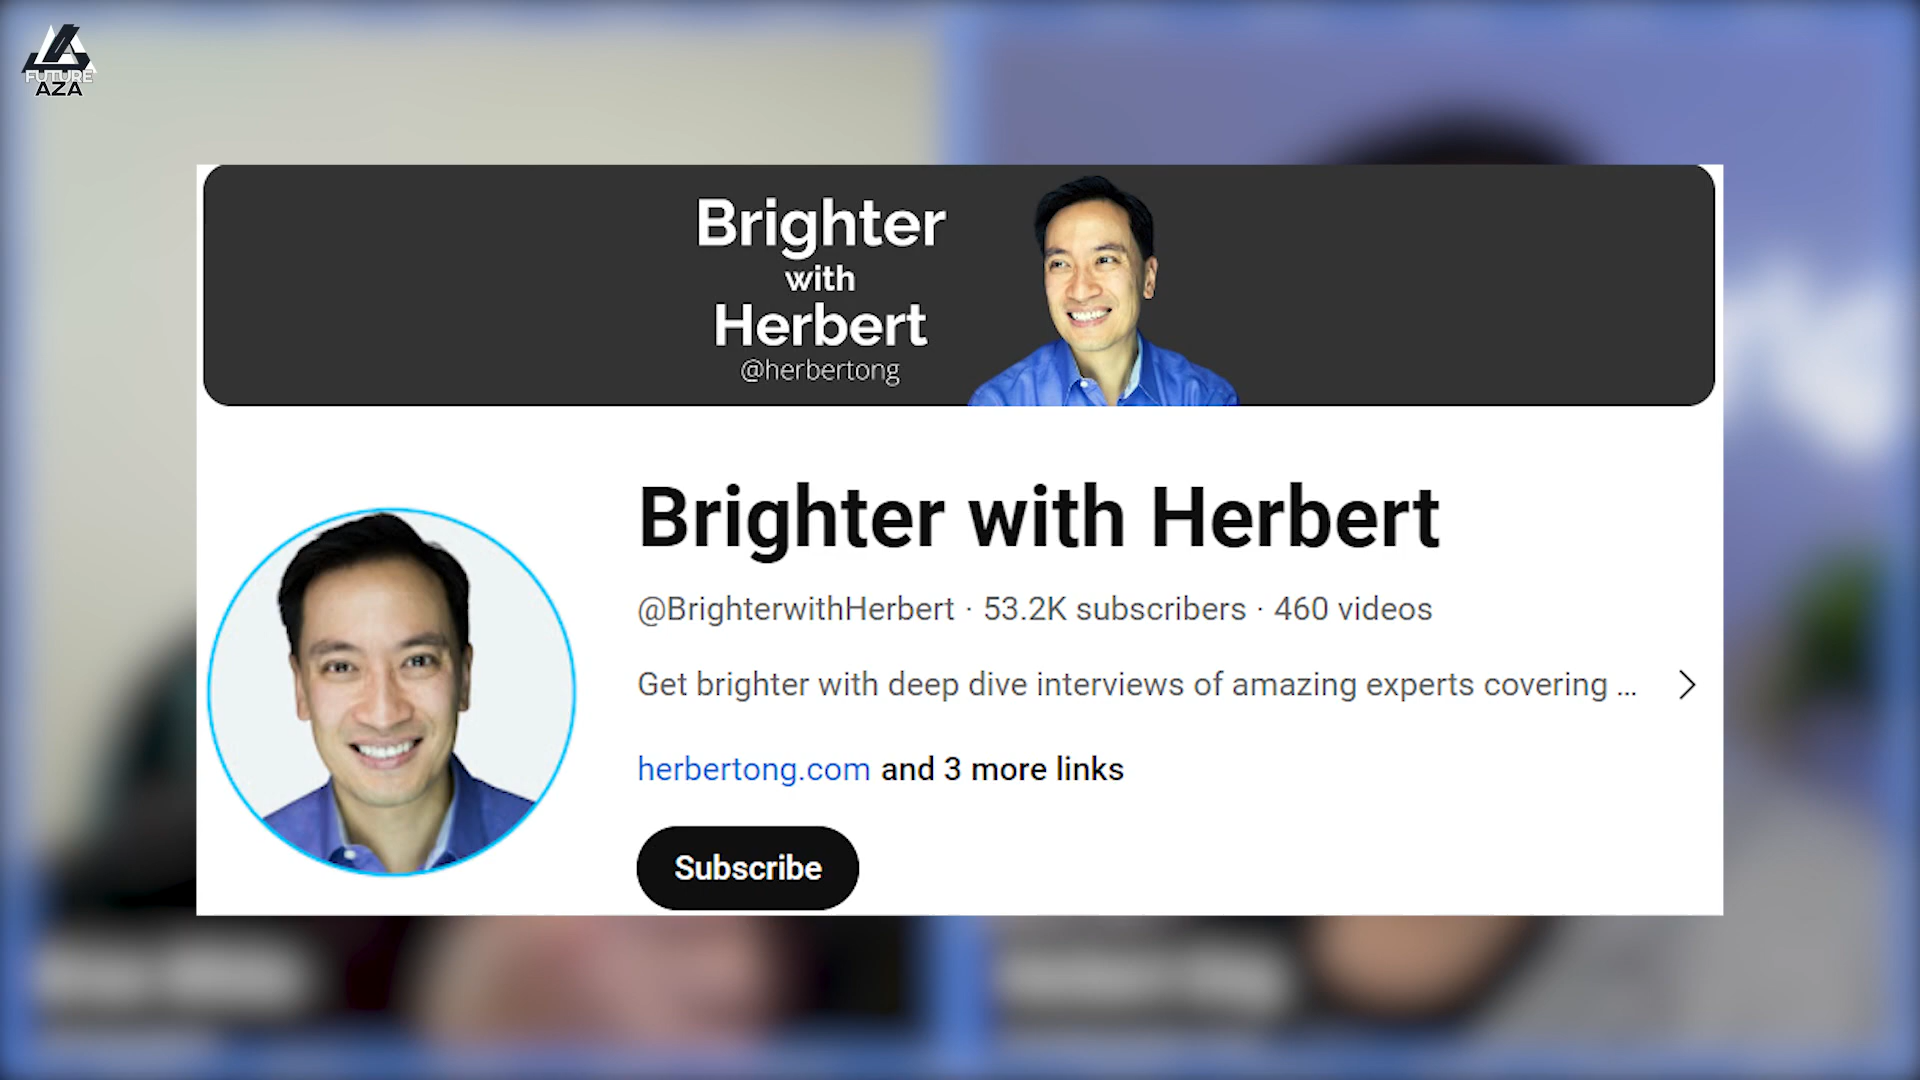 FUTURE
AZA
Brighter
with
Herbert
@herbertong
Brighter with Herbert
@BrighterwithHerbert · 53.2K subscribers · 460 videos
Get brighter with deep dive interviews of amazing experts covering ...
herbertong.com and 3 more links
Subscribe